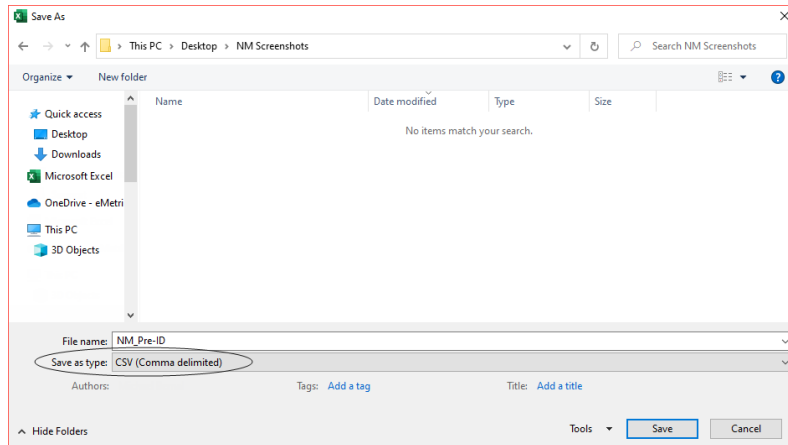 Save As
This PC > Desktop > NM Screenshots
Search NM Screenshots
Organize
New folder
Name
Date modified
Type
Size
Quick access
Desktop
Downloads
Microsoft Excel
OneDrive - eMetri
This PC
3D Objects
No items match your search.
File name: NM_Pre-ID
Save as type: CSV (Comma delimited)
Authors:
Tags: Add a tag
Title: Add a title
Hide Folders
Tools
Save
Cancel